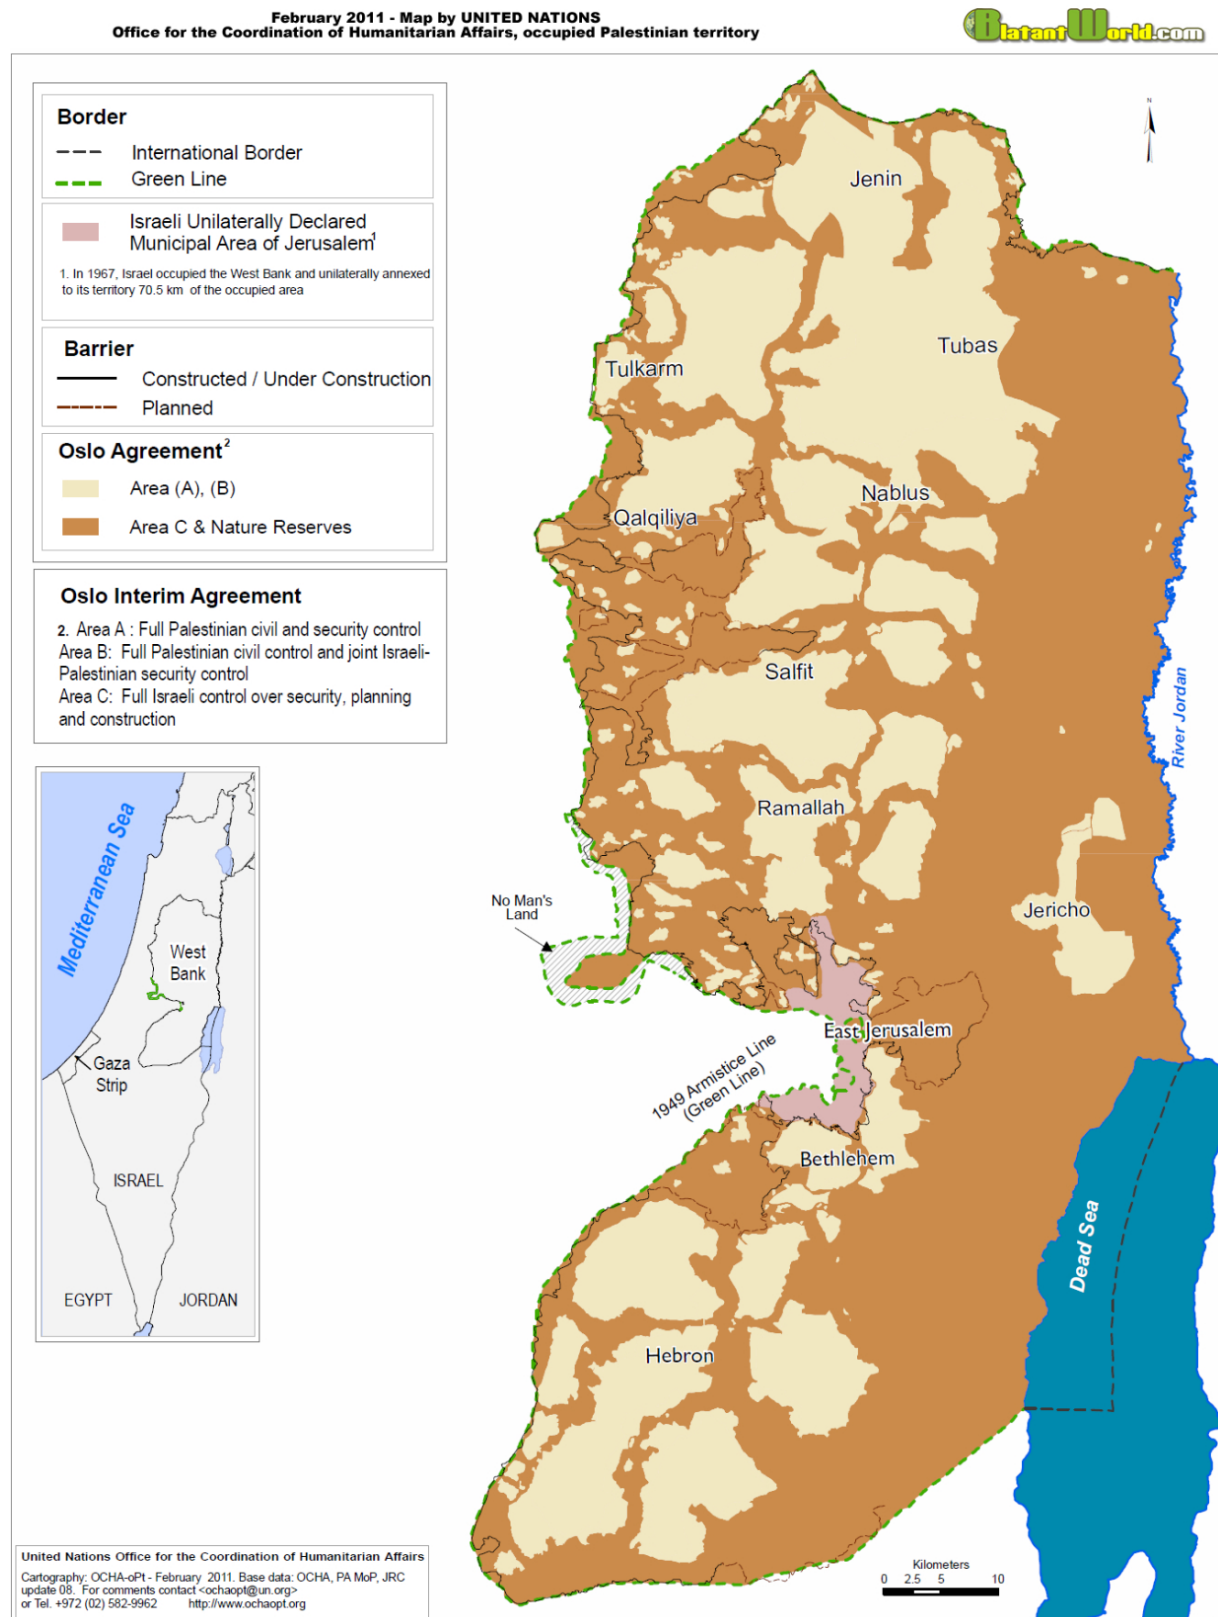 February 2011 - Map by UNITED NATIONS
Office for the Coordination of Humanitarian Affairs, occupied Palestinian territory
BlatantWorld.com
Border
International Border
Green Line
Israeli Unilaterally Declared
Municipal Area of Jerusalem1
1. In 1967, Israel occupied the West Bank and unilaterally annexed
to its territory 70.5 km of the occupied area
Barrier
Constructed / Under Construction
Planned
Oslo Agreement2
Area (A), (B)
Area C & Nature Reserves
Oslo Interim Agreement
2. Area A : Full Palestinian civil and security control
Area B: Full Palestinian civil control and joint Israeli-
Palestinian security control
Area C: Full Israeli control over security, planning
and construction
Mediterranean Sea
West
Bank
Gaza
Strip
ISRAEL
EGYPT
JORDAN
N
Jenin
Tubas
Tulkarm
Nablus
Qalqiliya
Salfit
River Jordan
Ramallah
No Man's
Land
Jericho
East Jerusalem
1949 Armistice Line
(Green Line)
Bethlehem
Dead Sea
Hebron
Kilometers
0 2.5 5 10
United Nations Office for the Coordination of Humanitarian Affairs
Cartography: OCHA-oPt - February 2011. Base data: OCHA, PA MoP, JRC
update 08. For comments contact <ochaopt@un.org>
or Tel. +972 (02) 582-9962 http://www.ochaopt.org